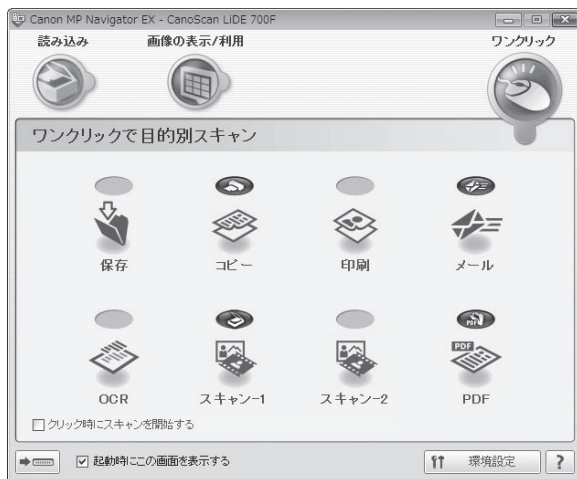 Canon MP Navigator EX - CanoScan LiDE 700F
読み込み 画像の表示/利用 ワンクリック
ワンクリックで目的別スキャン
保存 コピー 印刷 メール
PDF
PDF
OCR スキャン-1 スキャン-2 PDF
クリック時にスキャンを開始する
起動時にこの画面を表示する 環境設定 ?